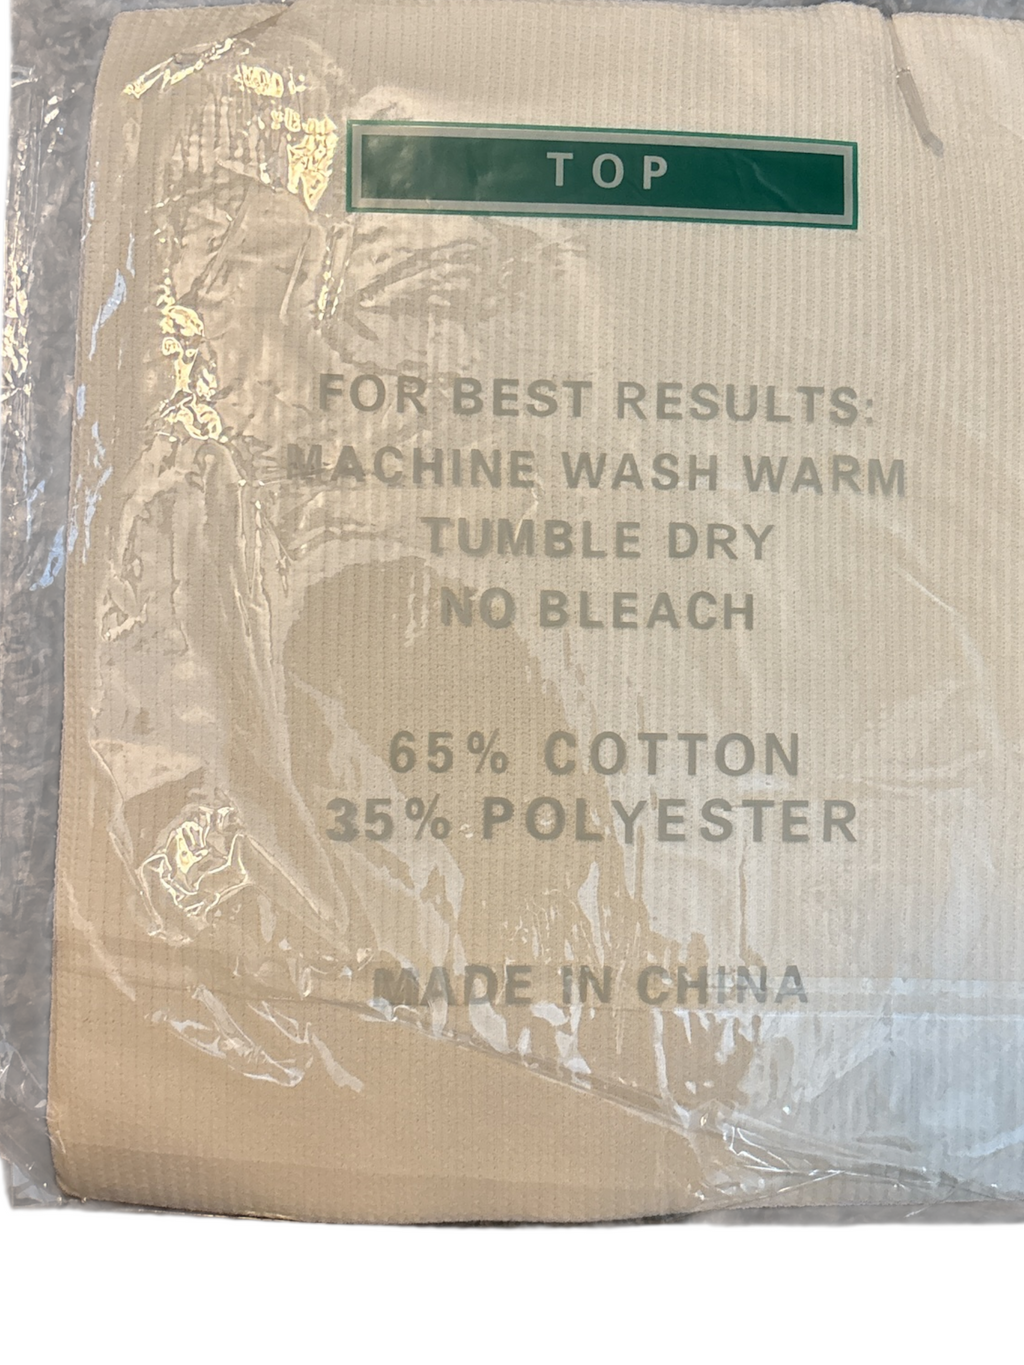 TOP
FOR BEST RESULTS:
MACHINE WASH WARM
TUMBLE DRY
NO BLEACH
65% COTTON
35% POLYESTER
MADE IN CHINA